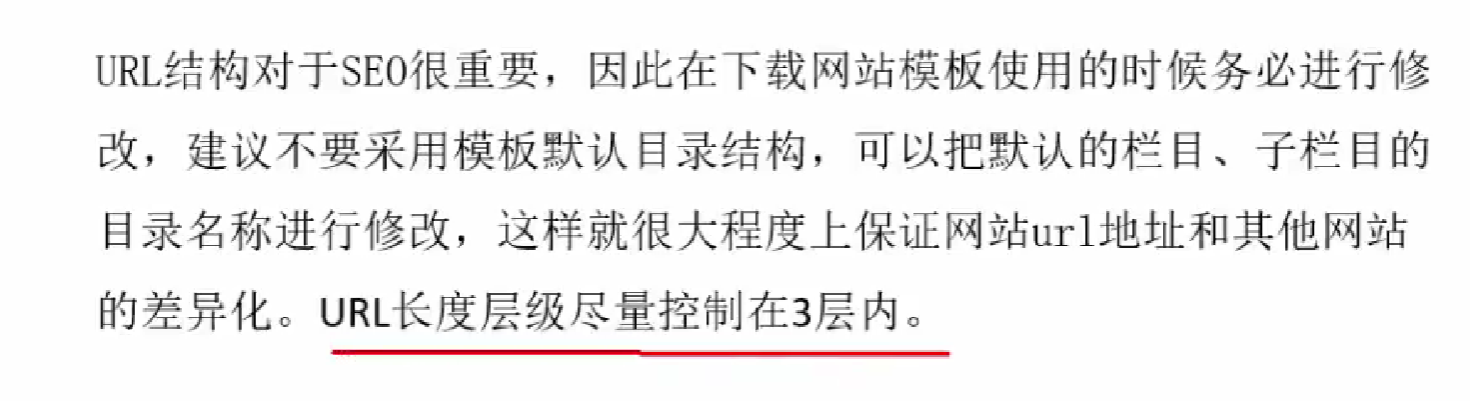 URL结构对于SEO很重要，因此在下载网站模板使用的时候务必进行修
改，建议不要采用模板默认目录结构，可以把默认的栏目、子栏目的
目录名称进行修改，这样就很大程度上保证网站url地址和其他网站
的差异化。URL长度层级尽量控制在3层内。